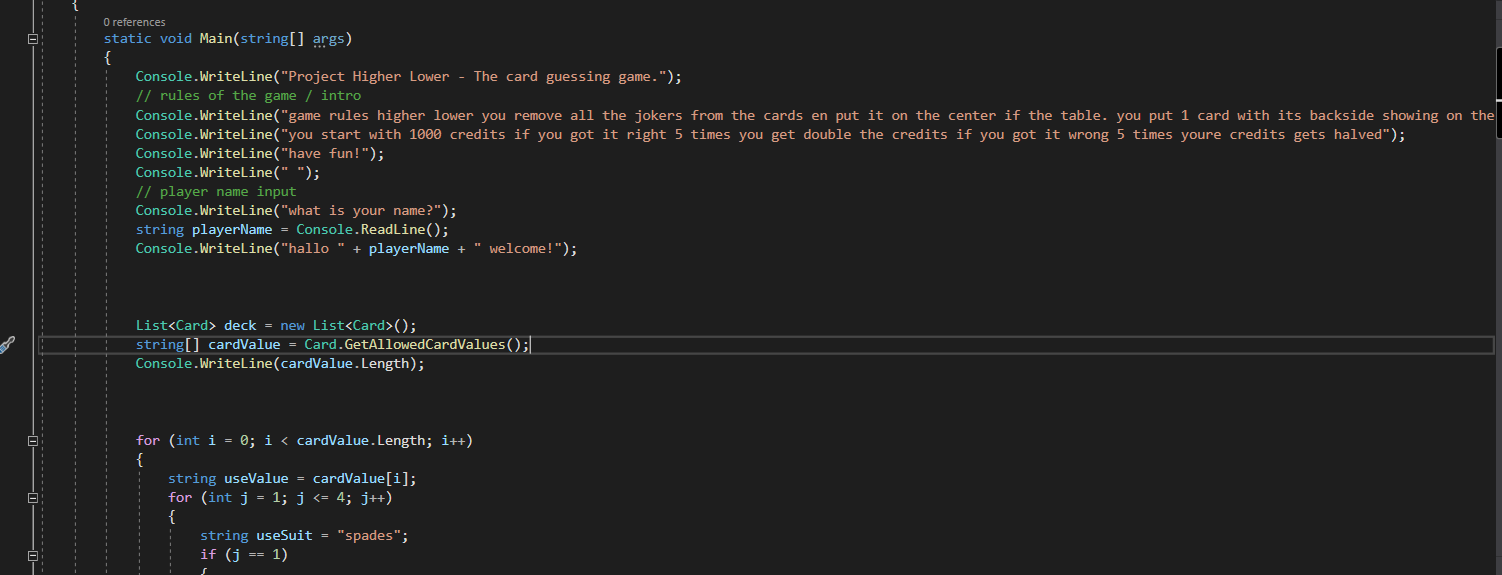 {
0 references
static void Main(string[] args)
{
Console.WriteLine("Project Higher Lower - The card guessing game.");
// rules of the game / intro
Console.WriteLine("game rules higher lower you remove all the jokers from the cards en put it on the center if the table. you put 1 card with its backside showing on the
Console.WriteLine("you start with 1000 credits if you got it right 5 times you get double the credits if you got it wrong 5 times youre credits gets halved");
Console.WriteLine("have fun!");
Console.WriteLine(" ");
// player name input
Console.WriteLine("what is your name?");
string playerName = Console.ReadLine();
Console.WriteLine("hallo " + playerName + " welcome!");
List<Card> deck = new List<Card>();
string[] cardValue = Card.GetAllowedCardValues();
Console.WriteLine(cardValue.Length);
for (int i = 0; i < cardValue.Length; i++)
{
string useValue = cardValue[i];
for (int j = 1; j <= 4; j++)
{
string useSuit = "spades";
if (j == 1)
{